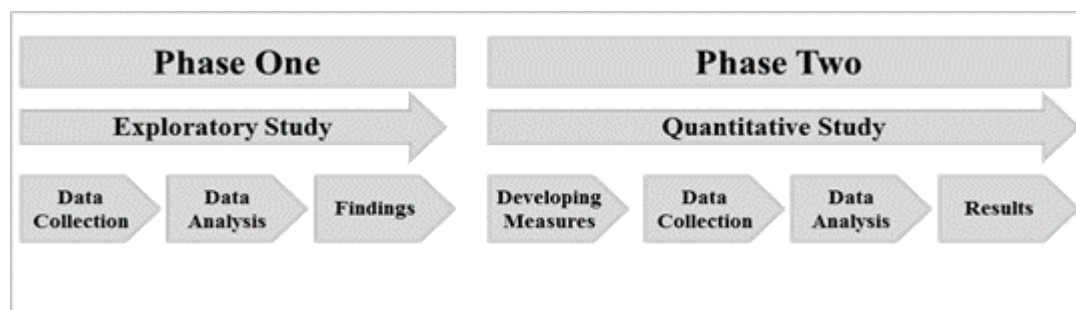 Phase One
Phase Two
Exploratory Study
Quantitative Study
Data
Collection
Data
Analysis
Findings
Developing
Measures
Data
Collection
Data
Analysis
Results